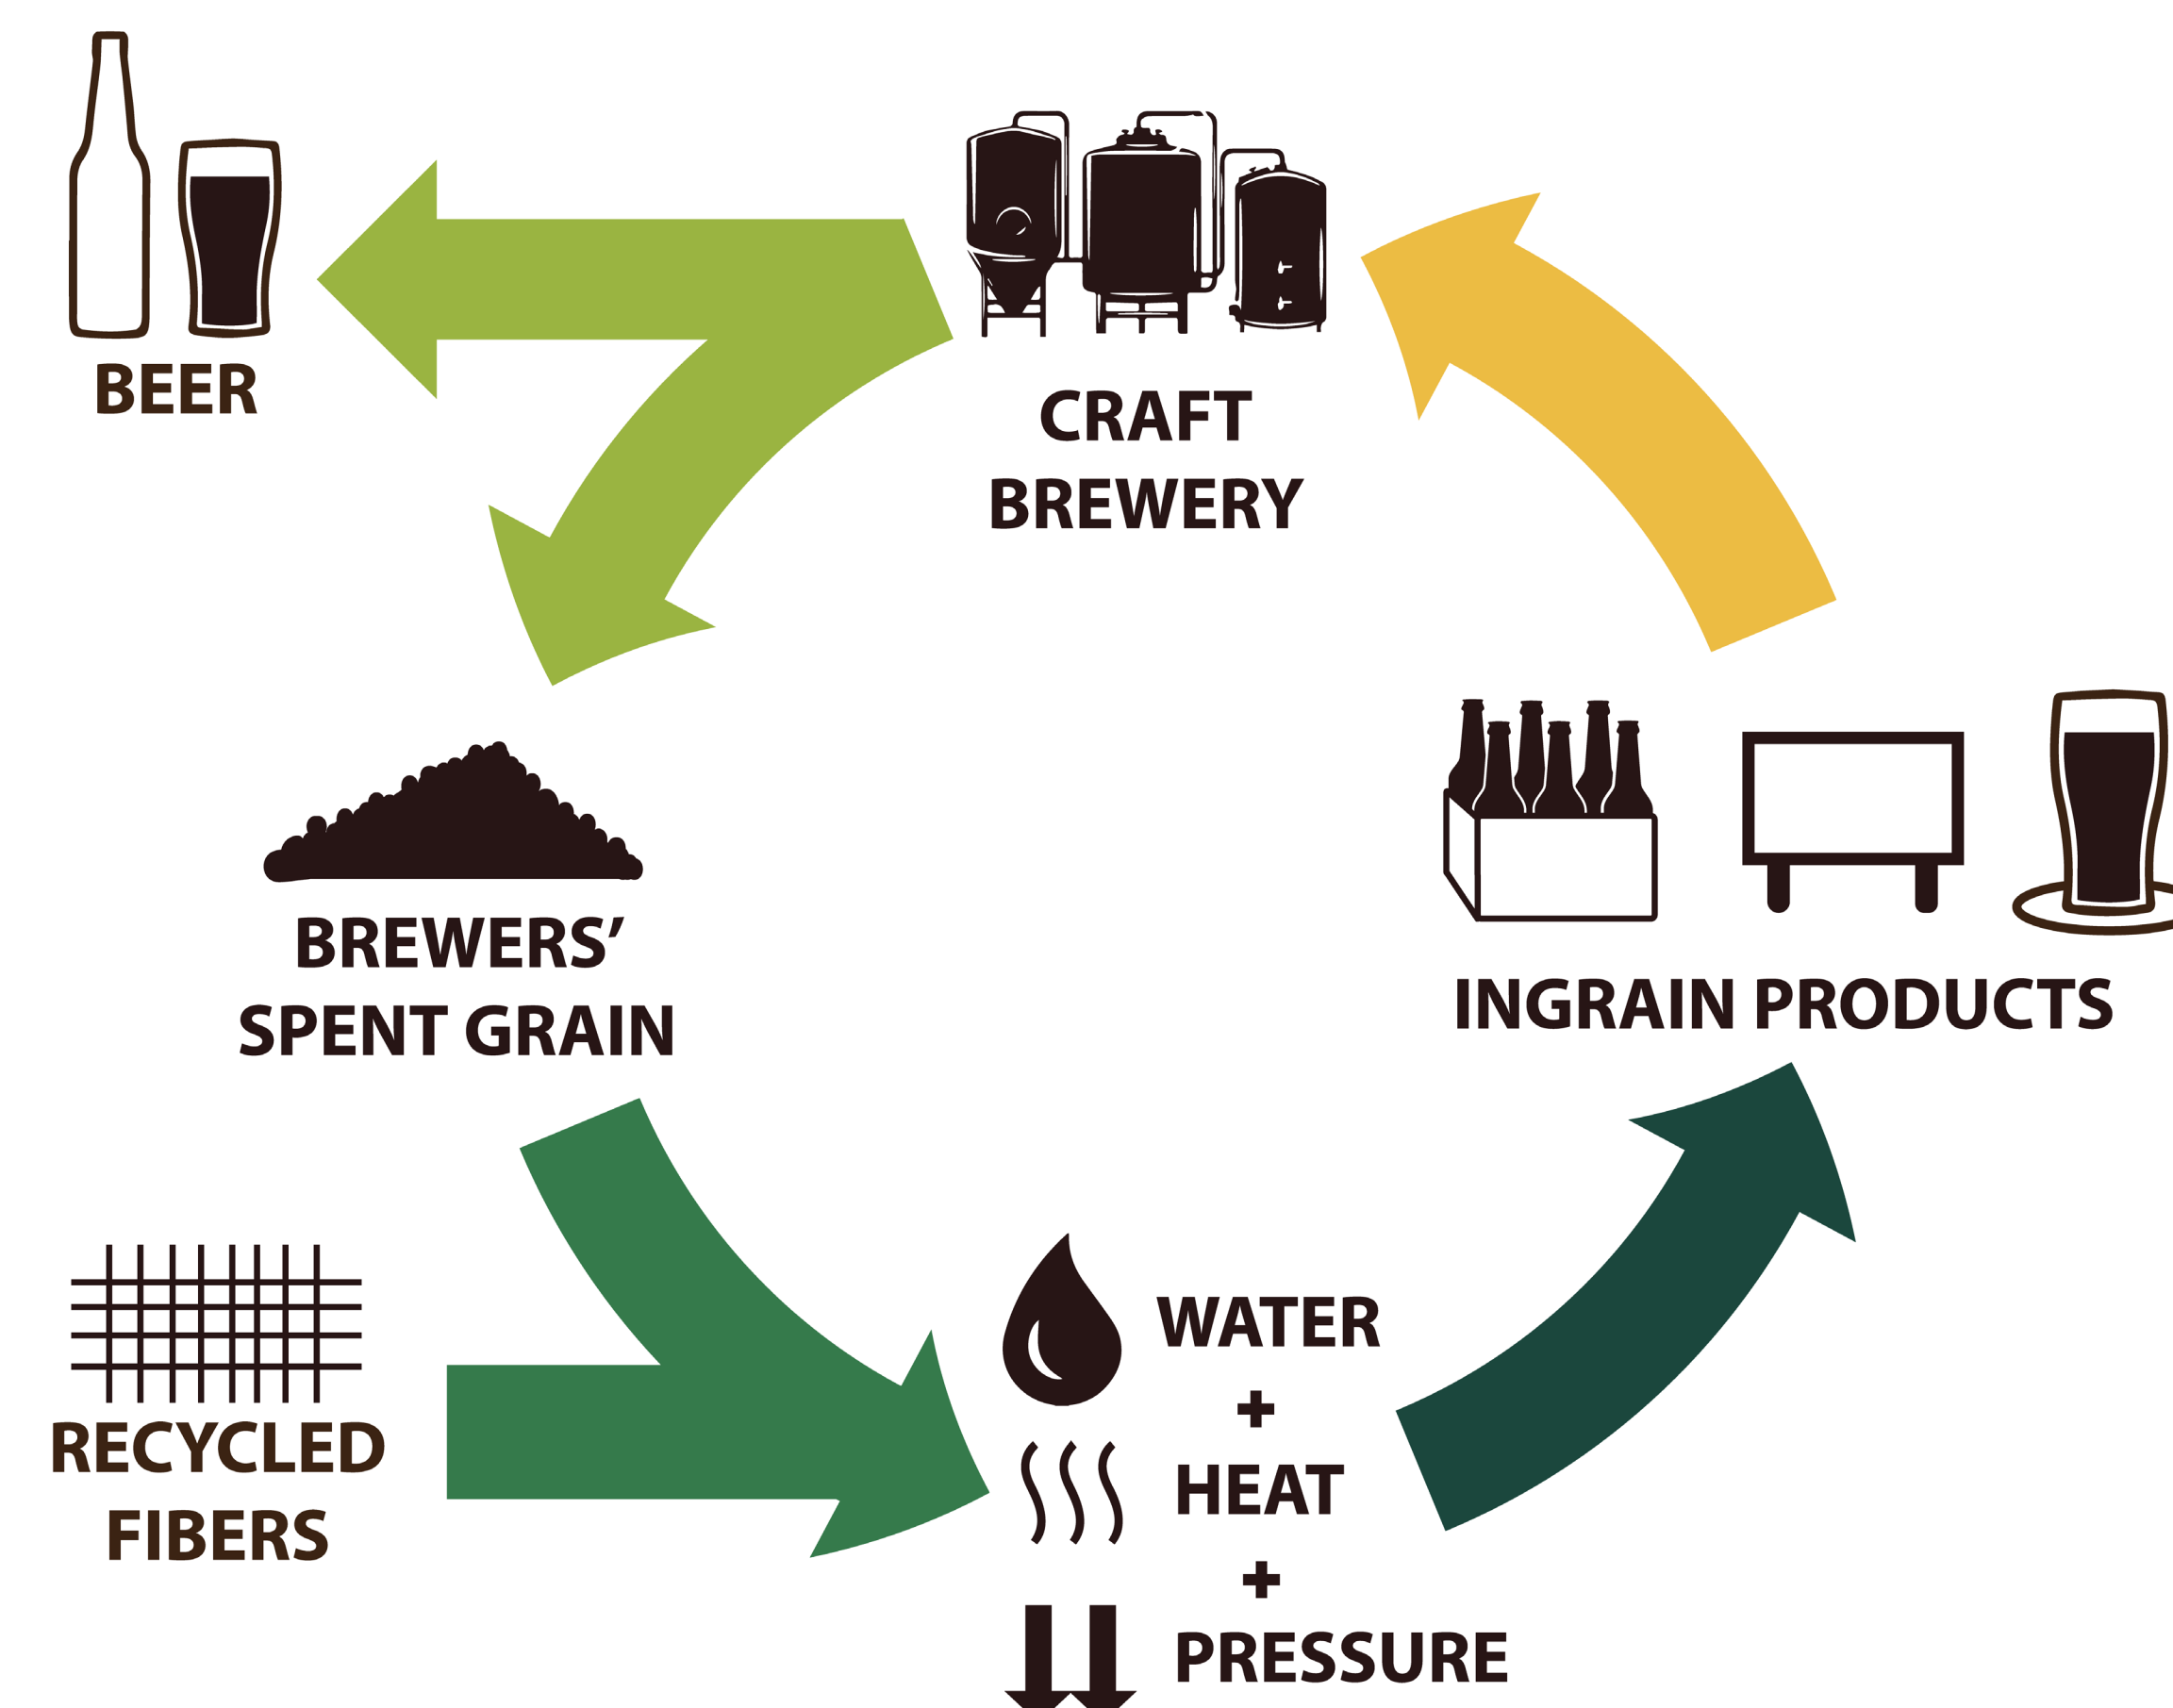 BEER
CRAFT
BREWERY
BREWERS’
SPENT GRAIN
INGRAIN PRODUCTS
RECYCLED
FIBERS
WATER
+
HEAT
+
PRESSURE